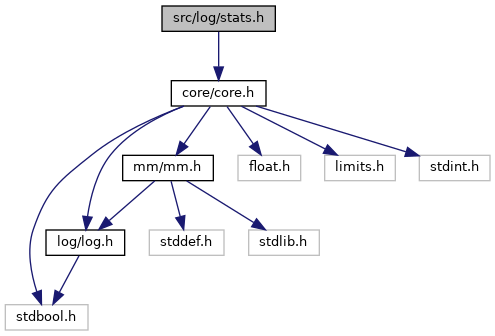 src/log/stats.h
core/core.h
mm/mm.h
float.h
limits.h
stdint.h
log/log.h
stddef.h
stdlib.h
stdbool.h